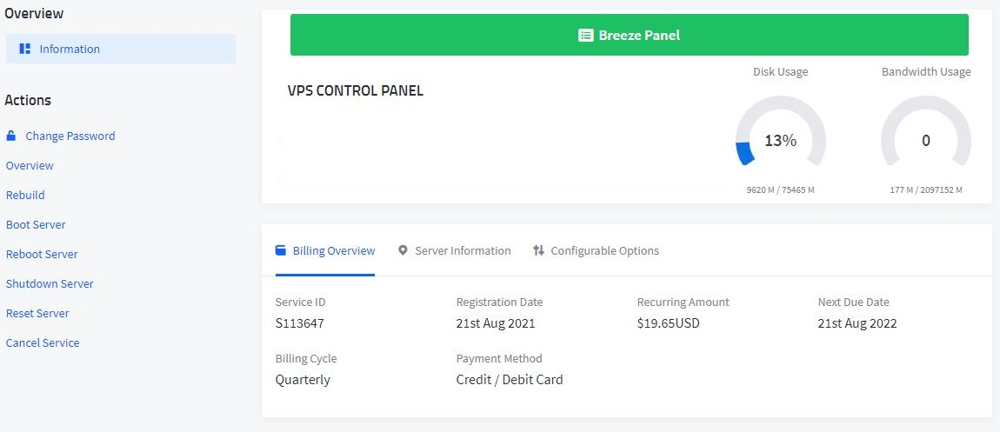 Overview
Information
Actions
Change Password
Overview
Rebuild
Boot Server
Reboot Server
Shutdown Server
Reset Server
Cancel Service
Breeze Panel
VPS CONTROL PANEL
Disk Usage
13%
9620 M / 75465 M
Bandwidth Usage
0
177 M / 2097152 M
Billing Overview
Server Information
Configurable Options
Service ID
S113647
Registration Date
21st Aug 2021
Recurring Amount
$19.65USD
Next Due Date
21st Aug 2022
Billing Cycle
Quarterly
Payment Method
Credit / Debit Card